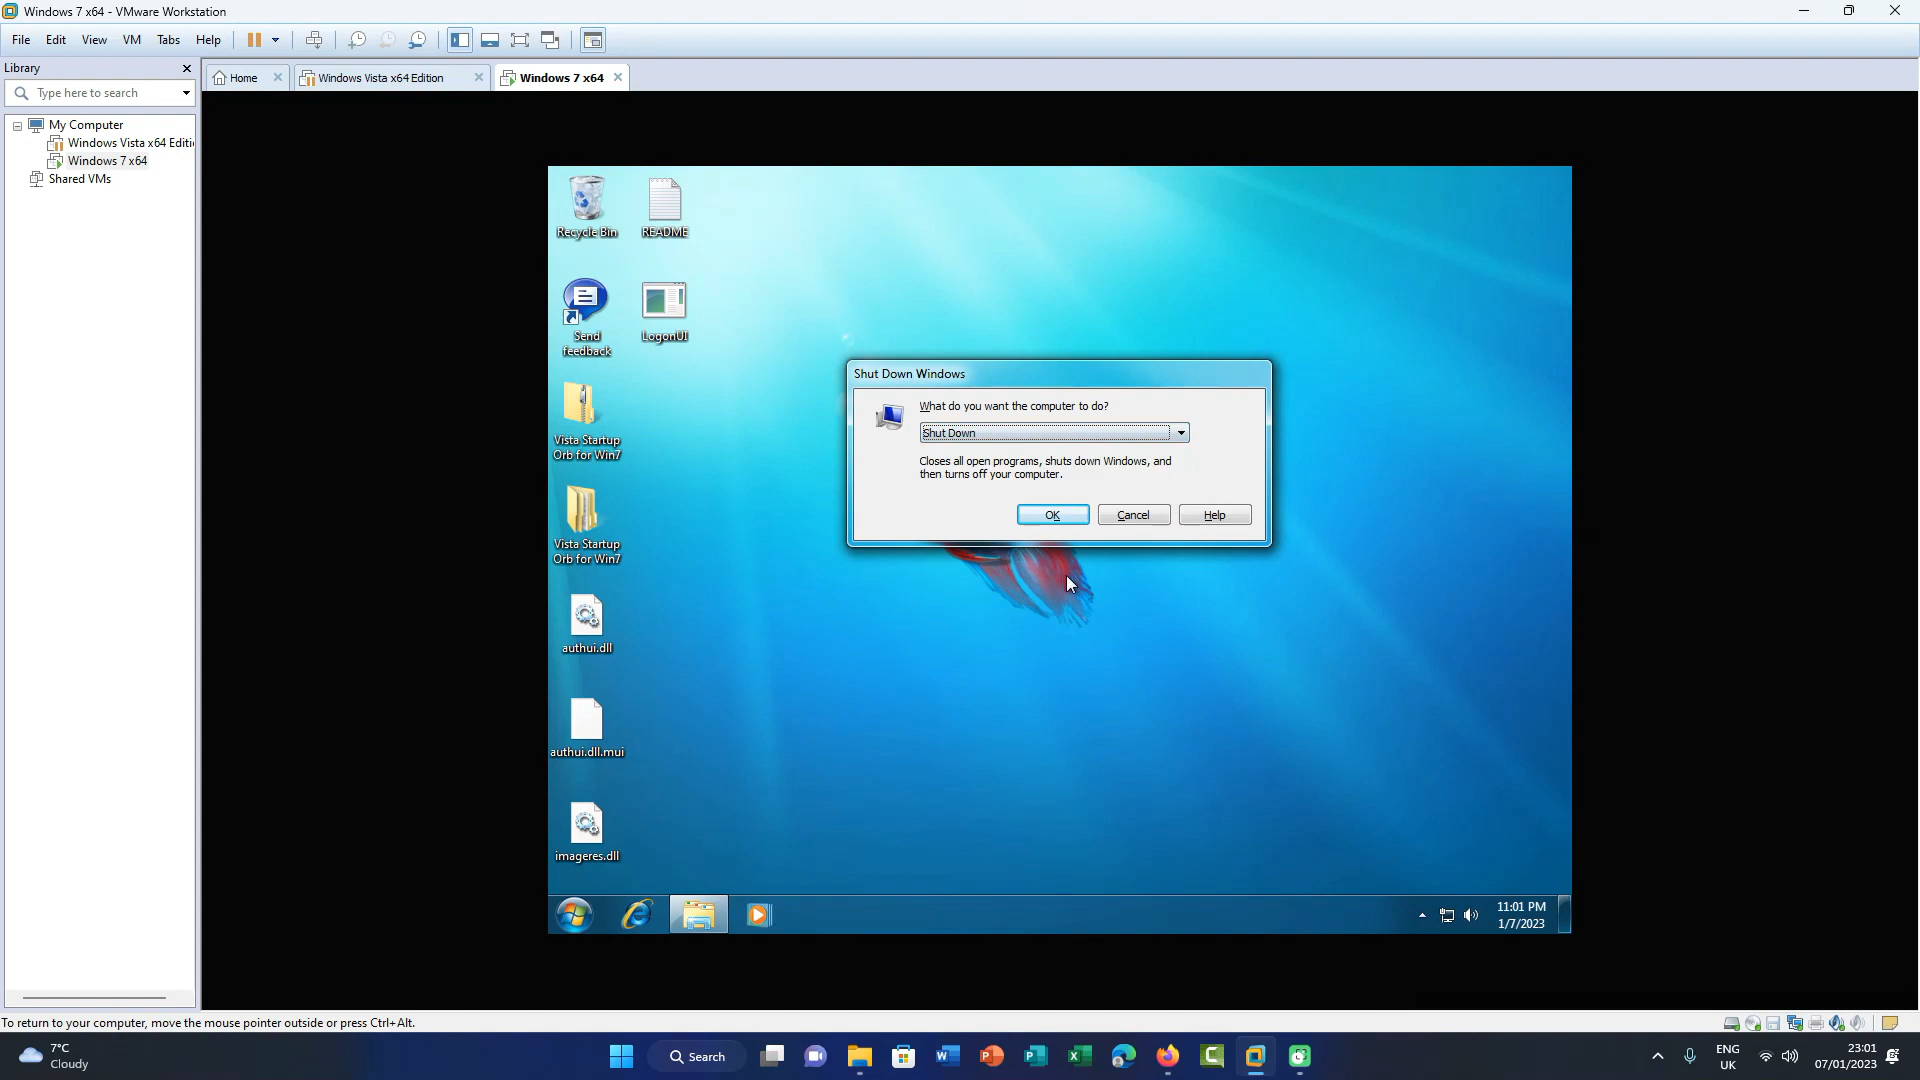 Windows 7 x64 - VMware Workstation
File Edit View VM Tabs Help
Library
Type here to search
My Computer
Windows Vista x64 Editi
Windows 7 x64
Shared VMs
Home
Windows Vista x64 Edition
Windows 7 x64
Recycle Bin
README
Send
feedback
LogonUI
Vista Startup
Orb for Win7
Vista Startup
Orb for Win7
authui.dll
authui.dll.mui
imageres.dll
Shut Down Windows
What do you want the computer to do?
Shut Down
Closes all open programs, shuts down Windows, and
then turns off your computer.
OK Cancel Help
11:01 PM
1/7/2023
To return to your computer, move the mouse pointer outside or press Ctrl+Alt.
7°C
Cloudy
Search
ENG
UK
23:01
07/01/2023